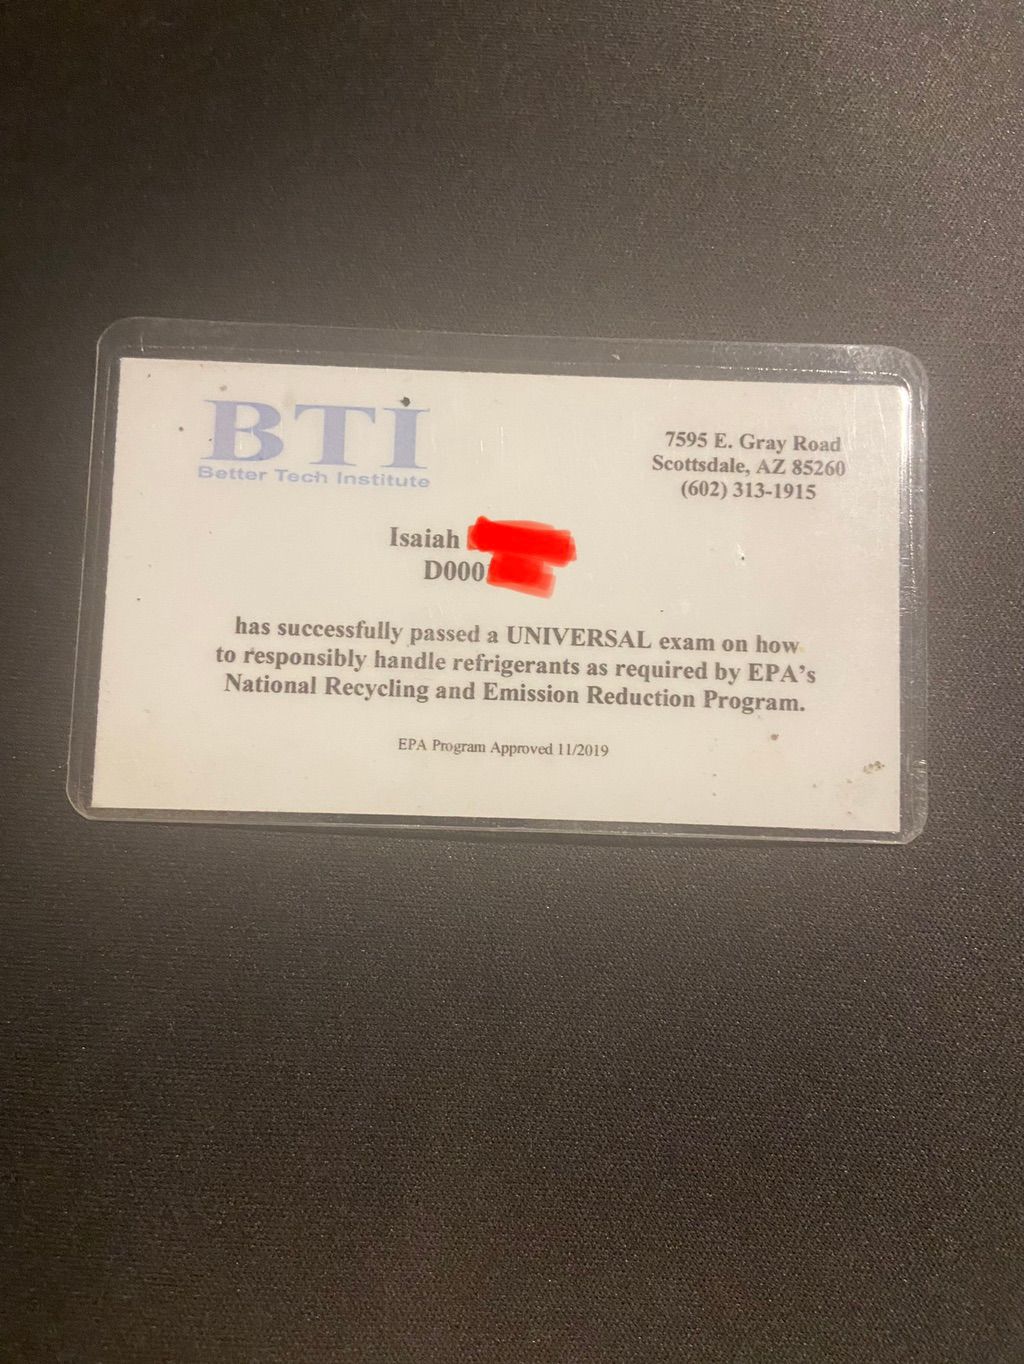 BTI
Better Tech Institute
7595 E. Gray Road
Scottsdale, AZ 85260
(602) 313-1915
Isaiah
D000
has successfully passed a UNIVERSAL exam on how
to responsibly handle refrigerants as required by EPA's
National Recycling and Emission Reduction Program.
EPA Program Approved 11/2019